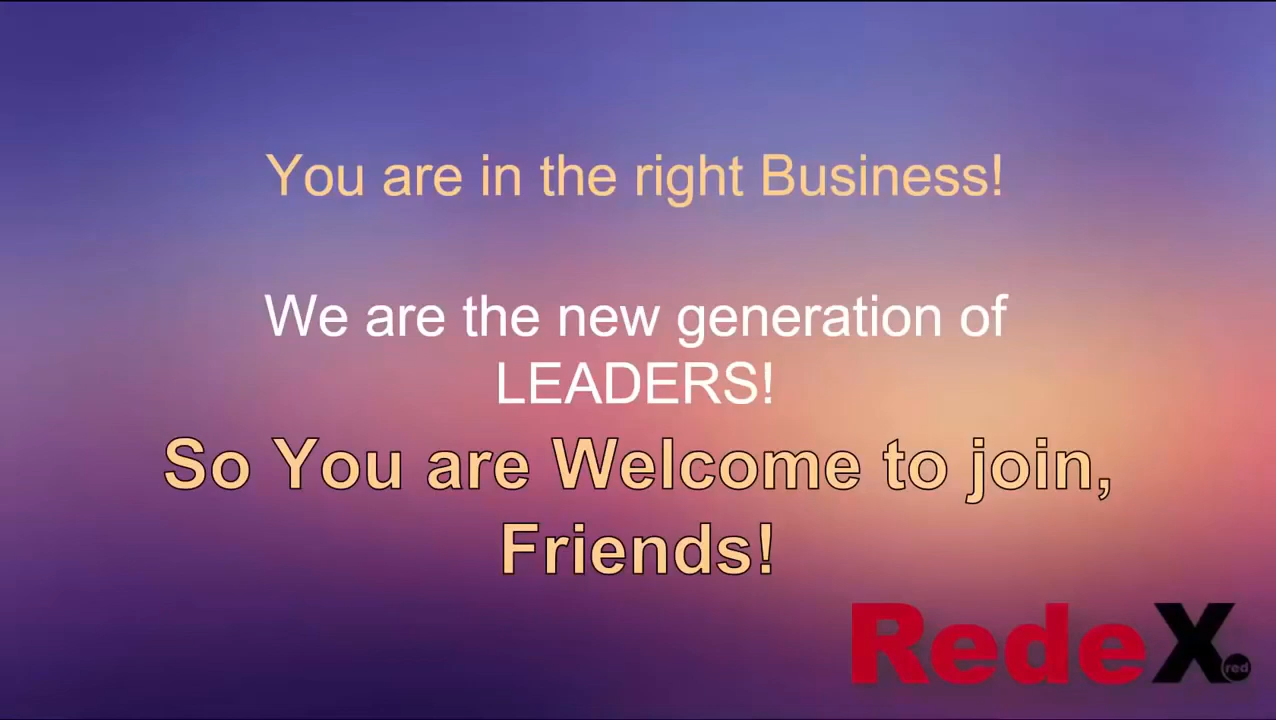 You are in the right Business!
We are the new generation of
LEADERS!
So You are Welcome to join,
Friends!
RedeX
red